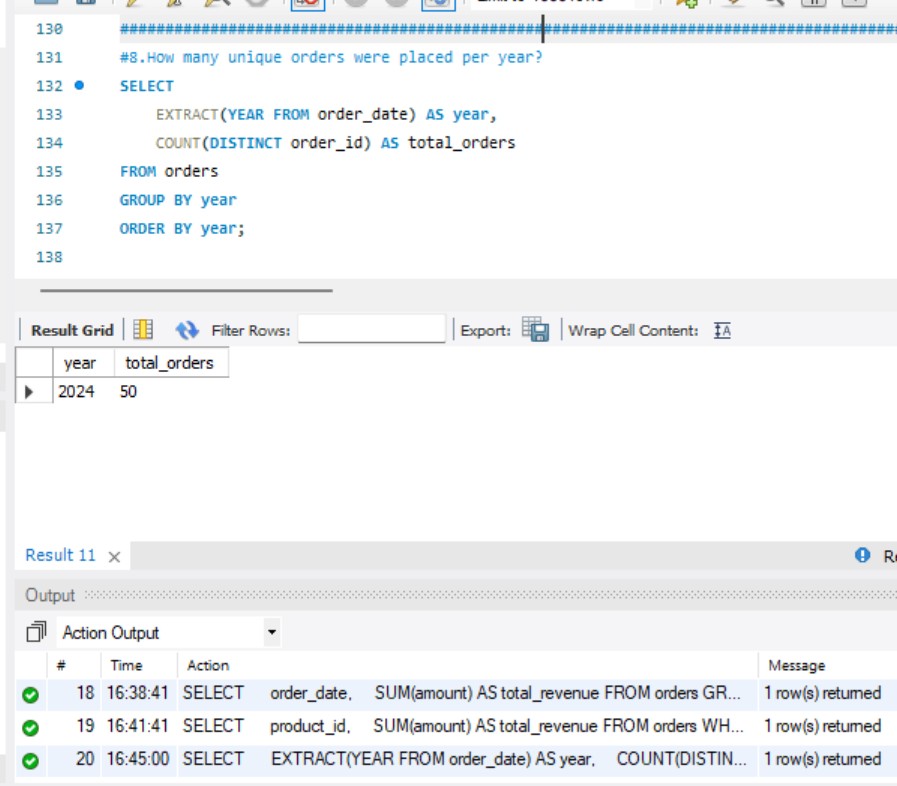 130 ################################################################################
131 #8.How many unique orders were placed per year?
132 SELECT
133 EXTRACT(YEAR FROM order_date) AS year,
134 COUNT(DISTINCT order_id) AS total_orders
135 FROM orders
136 GROUP BY year
137 ORDER BY year;
138
Result Grid Filter Rows: Export: Wrap Cell Content: IA
year total_orders
2024 50
Result 11 ×
Output
Action Output
# Time Action Message
18 16:38:41 SELECT order_date, SUM(amount) AS total_revenue FROM orders GR... 1 row(s) returned
19 16:41:41 SELECT product_id, SUM(amount) AS total_revenue FROM orders WH... 1 row(s) returned
20 16:45:00 SELECT EXTRACT(YEAR FROM order_date) AS year, COUNT(DISTIN... 1 row(s) returned